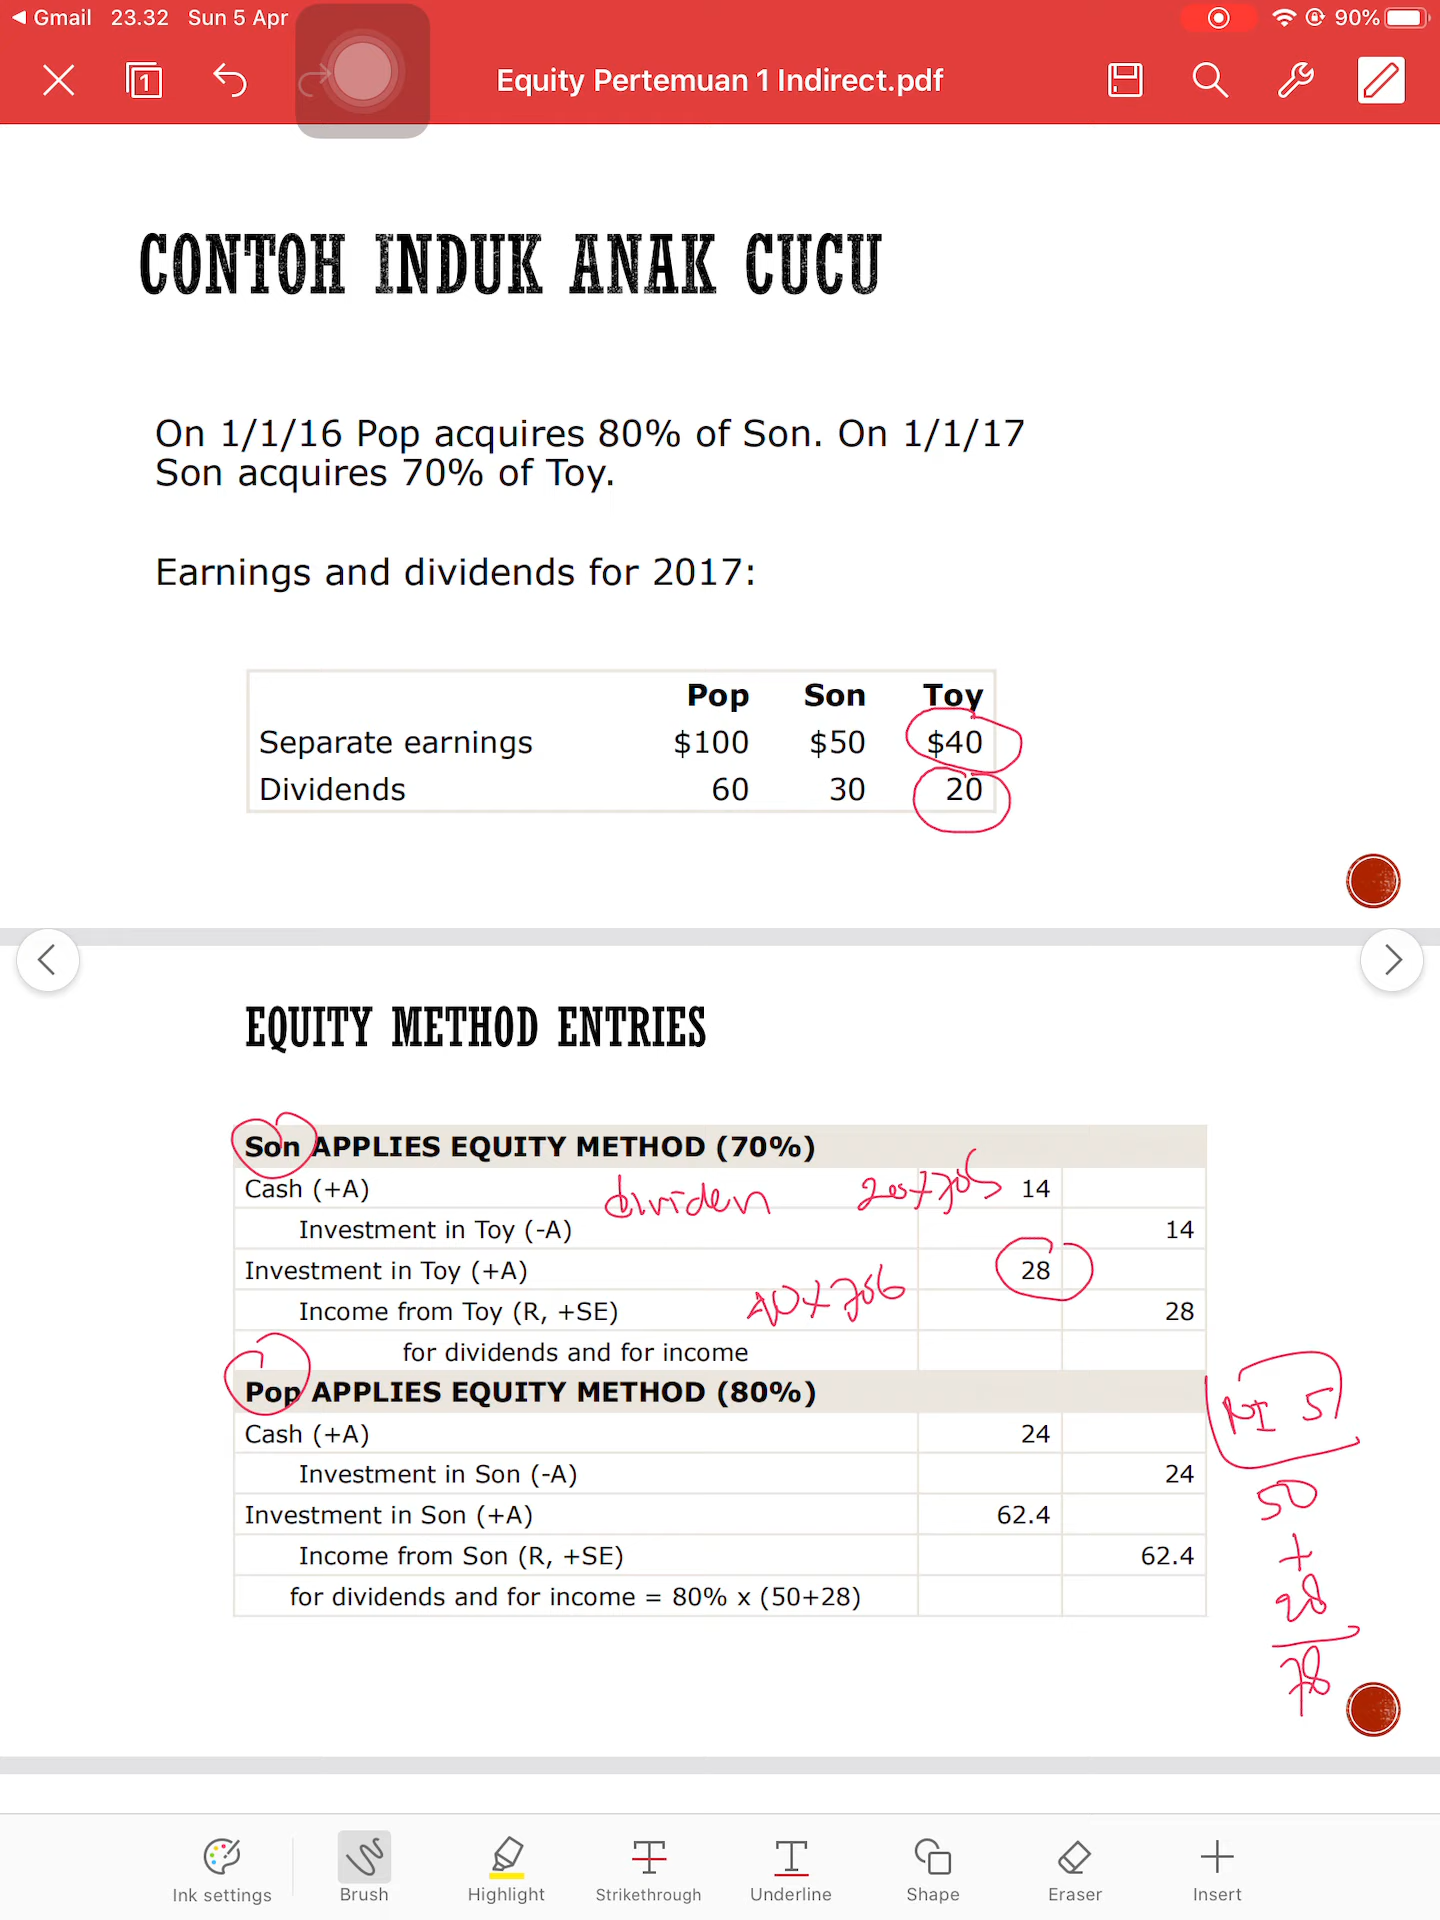 Gmail 23.32 Sun 5 Apr 90%
1 Equity Pertemuan 1 Indirect.pdf
CONTOH INDUK ANAK CUCU
On 1/1/16 Pop acquires 80% of Son. On 1/1/17
Son acquires 70% of Toy.
Earnings and dividends for 2017:
Pop Son Toy
Separate earnings $100 $50 $40
Dividends 60 30 20
EQUITY METHOD ENTRIES
Son APPLIES EQUITY METHOD (70%)
Cash (+A) dividen 14
Investment in Toy (-A) 14
Investment in Toy (+A) 28
Income from Toy (R, +SE) 28
for dividends and for income
Pop APPLIES EQUITY METHOD (80%)
Cash (+A) 24
Investment in Son (-A) 24
Investment in Son (+A) 62.4
Income from Son (R, +SE) 62.4
for dividends and for income = 80% x (50+28)
NI S
50
+
28
78
Ink settings Brush Highlight Strikethrough Underline Shape Eraser Insert